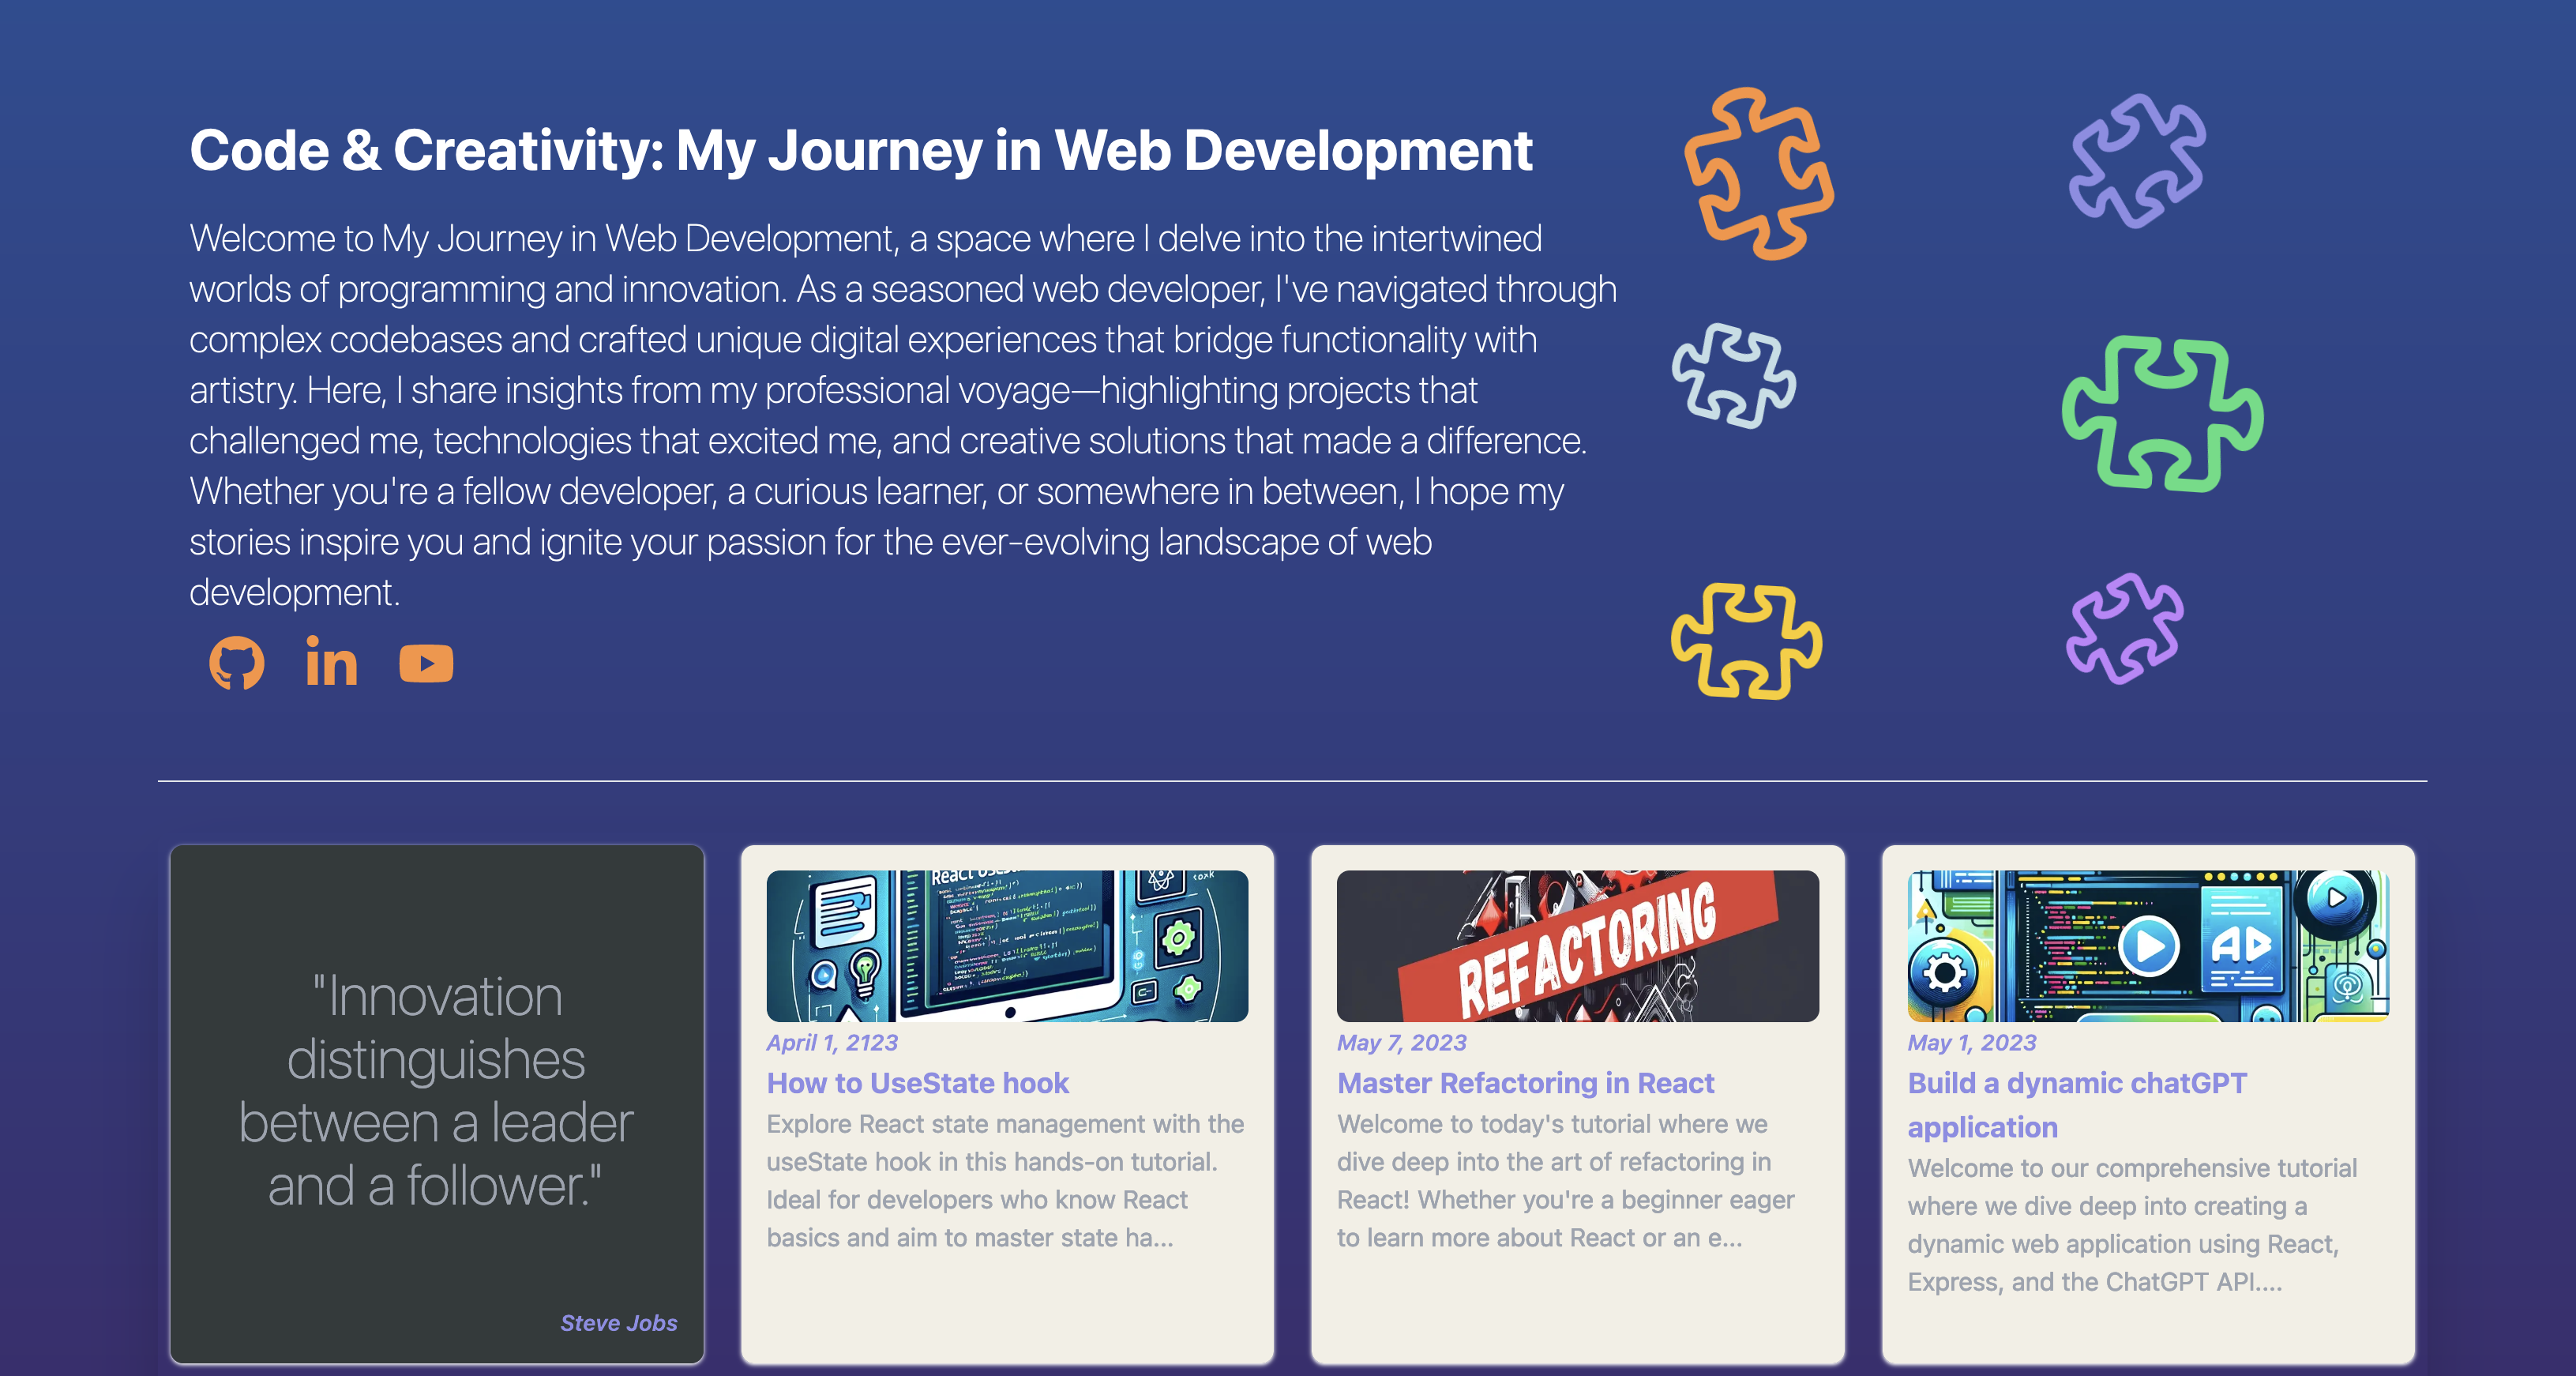 Code & Creativity: My Journey in Web Development
Welcome to My Journey in Web Development, a space where I delve into the intertwined
worlds of programming and innovation. As a seasoned web developer, I've navigated through
complex codebases and crafted unique digital experiences that bridge functionality with
artistry. Here, I share insights from my professional voyage—highlighting projects that
challenged me, technologies that excited me, and creative solutions that made a difference.
Whether you're a fellow developer, a curious learner, or somewhere in between, I hope my
stories inspire you and ignite your passion for the ever-evolving landscape of web
development.
in
"Innovation
distinguishes
between a leader
and a follower."
Steve Jobs
React
April 1, 2123
How to UseState hook
Explore React state management with the
useState hook in this hands-on tutorial.
Ideal for developers who know React
basics and aim to master state ha...
REFACTORING
May 7, 2023
Master Refactoring in React
Welcome to today's tutorial where we
dive deep into the art of refactoring in
React! Whether you're a beginner eager
to learn more about React or an e...
May 1, 2023
Build a dynamic chatGPT
application
Welcome to our comprehensive tutorial
where we dive deep into creating a
dynamic web application using React,
Express, and the ChatGPT API....